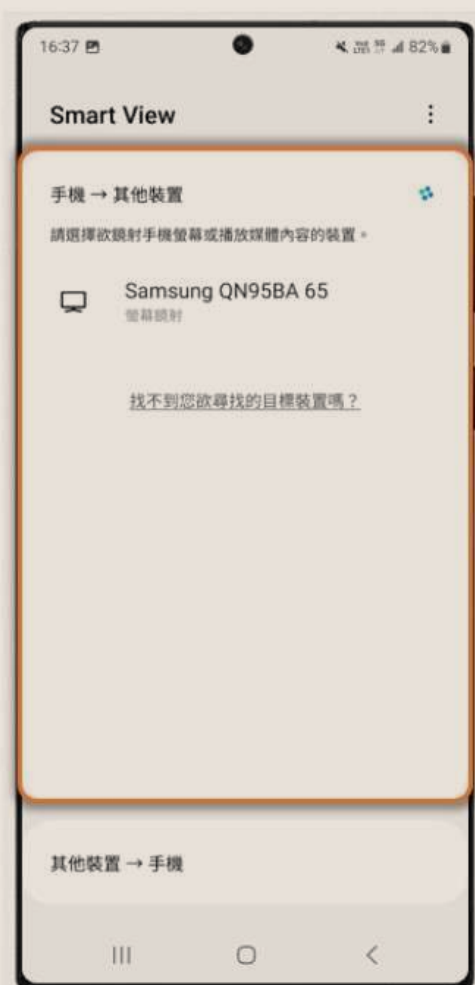 16:37
82%
Smart View
手機 → 其他裝置
請選擇欲鏡射手機螢幕或播放媒體內容的裝置。
Samsung QN95BA 65
螢幕鏡射
找不到您欲尋找的目標裝置嗎？
其他裝置 → 手機